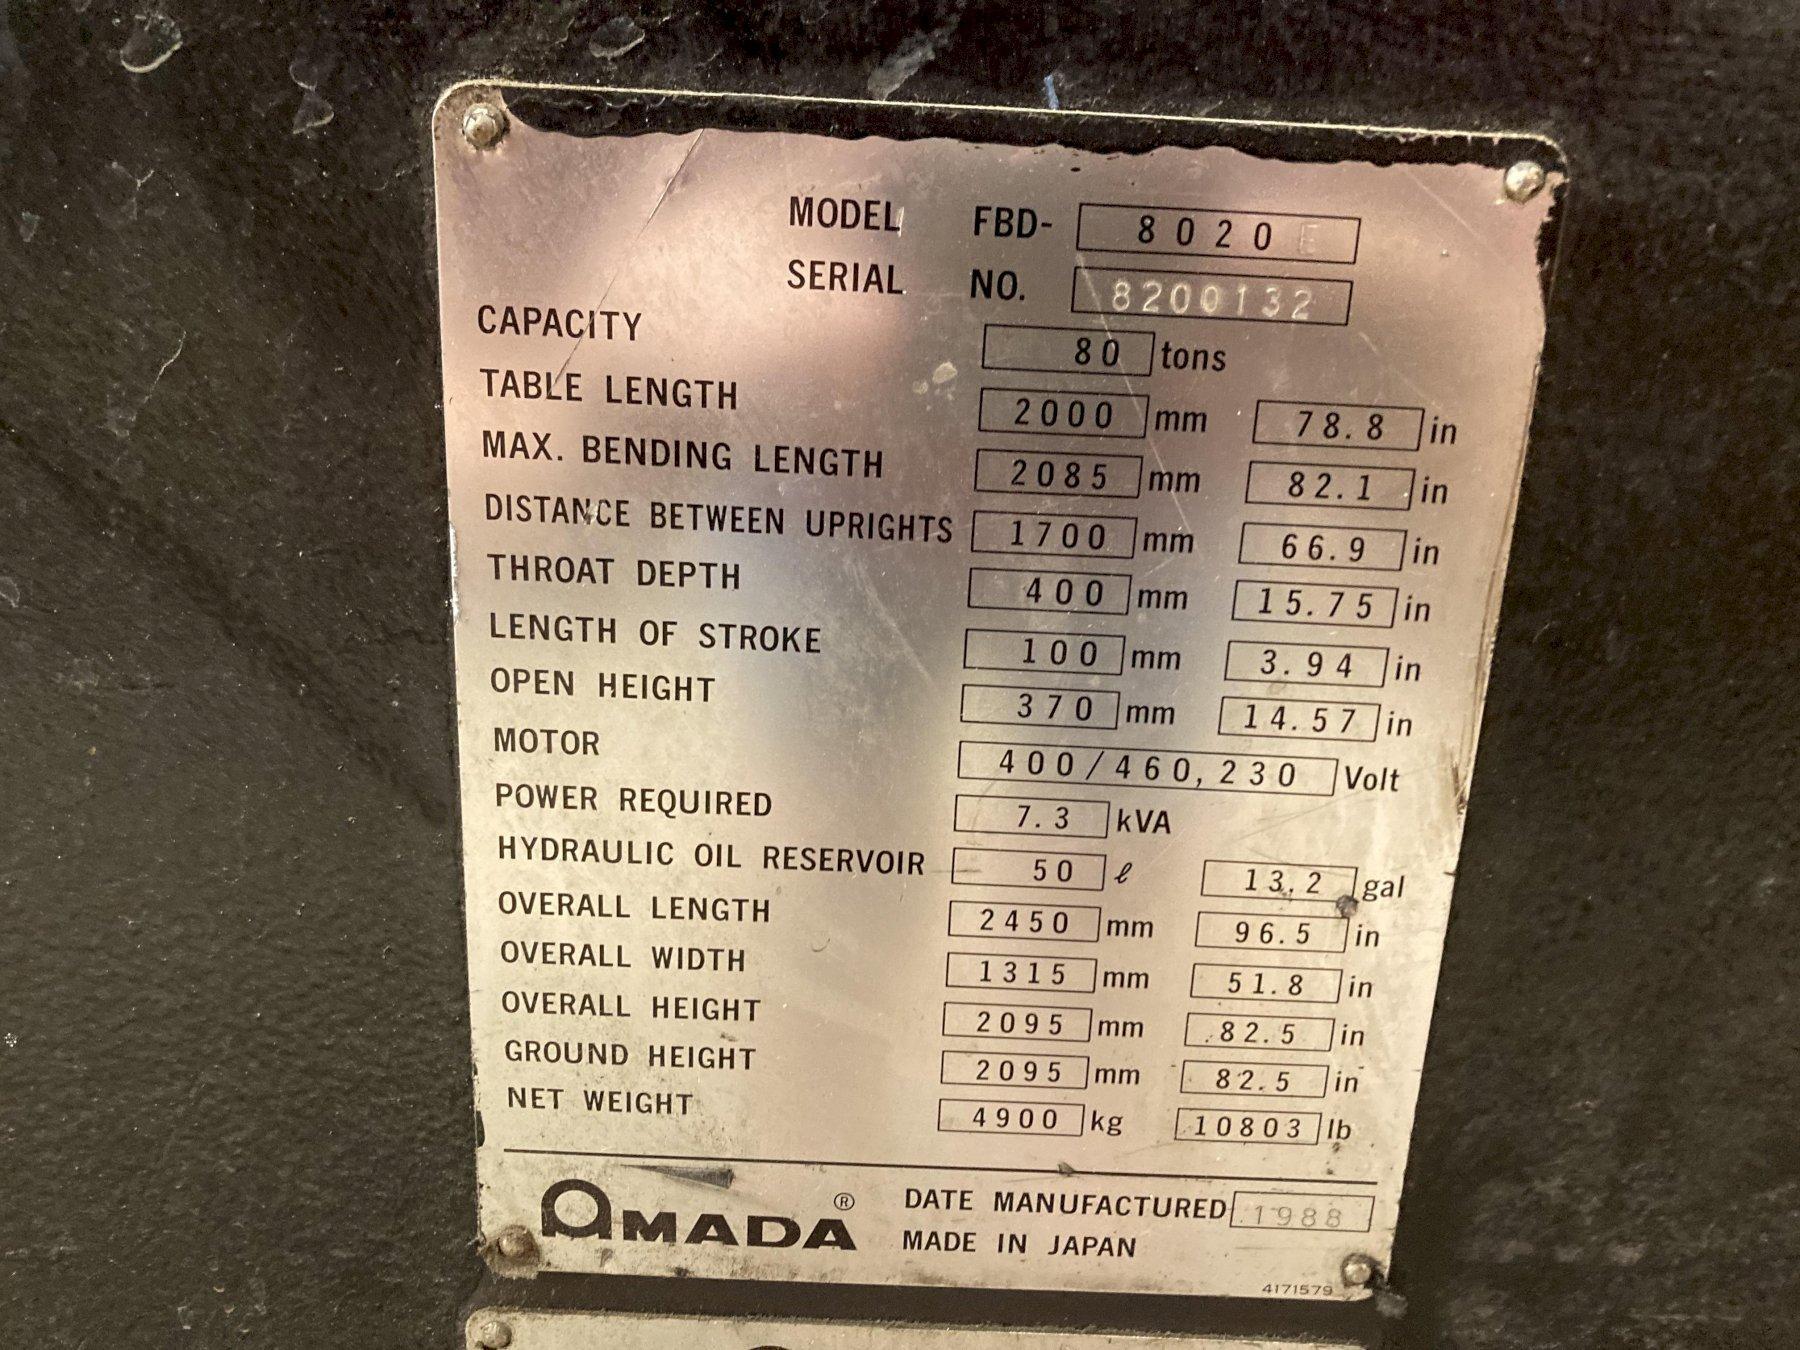 MODEL FBD- 8020E
SERIAL NO. 8200132
CAPACITY 80 tons
TABLE LENGTH 2000 mm 78.8 in
MAX. BENDING LENGTH 2085 mm 82.1 in
DISTANCE BETWEEN UPRIGHTS 1700 mm 66.9 in
THROAT DEPTH 400 mm 15.75 in
LENGTH OF STROKE 100 mm 3.94 in
OPEN HEIGHT 370 mm 14.57 in
MOTOR 400/460,230 Volt
POWER REQUIRED 7.3 kVA
HYDRAULIC OIL RESERVOIR 50 ℓ 13.2 gal
OVERALL LENGTH 2450 mm 96.5 in
OVERALL WIDTH 1315 mm 51.8 in
OVERALL HEIGHT 2095 mm 82.5 in
GROUND HEIGHT 2095 mm 82.5 in
NET WEIGHT 4900 kg 10803 lb
AMADA ® DATE MANUFACTURED 1988
MADE IN JAPAN
4171579